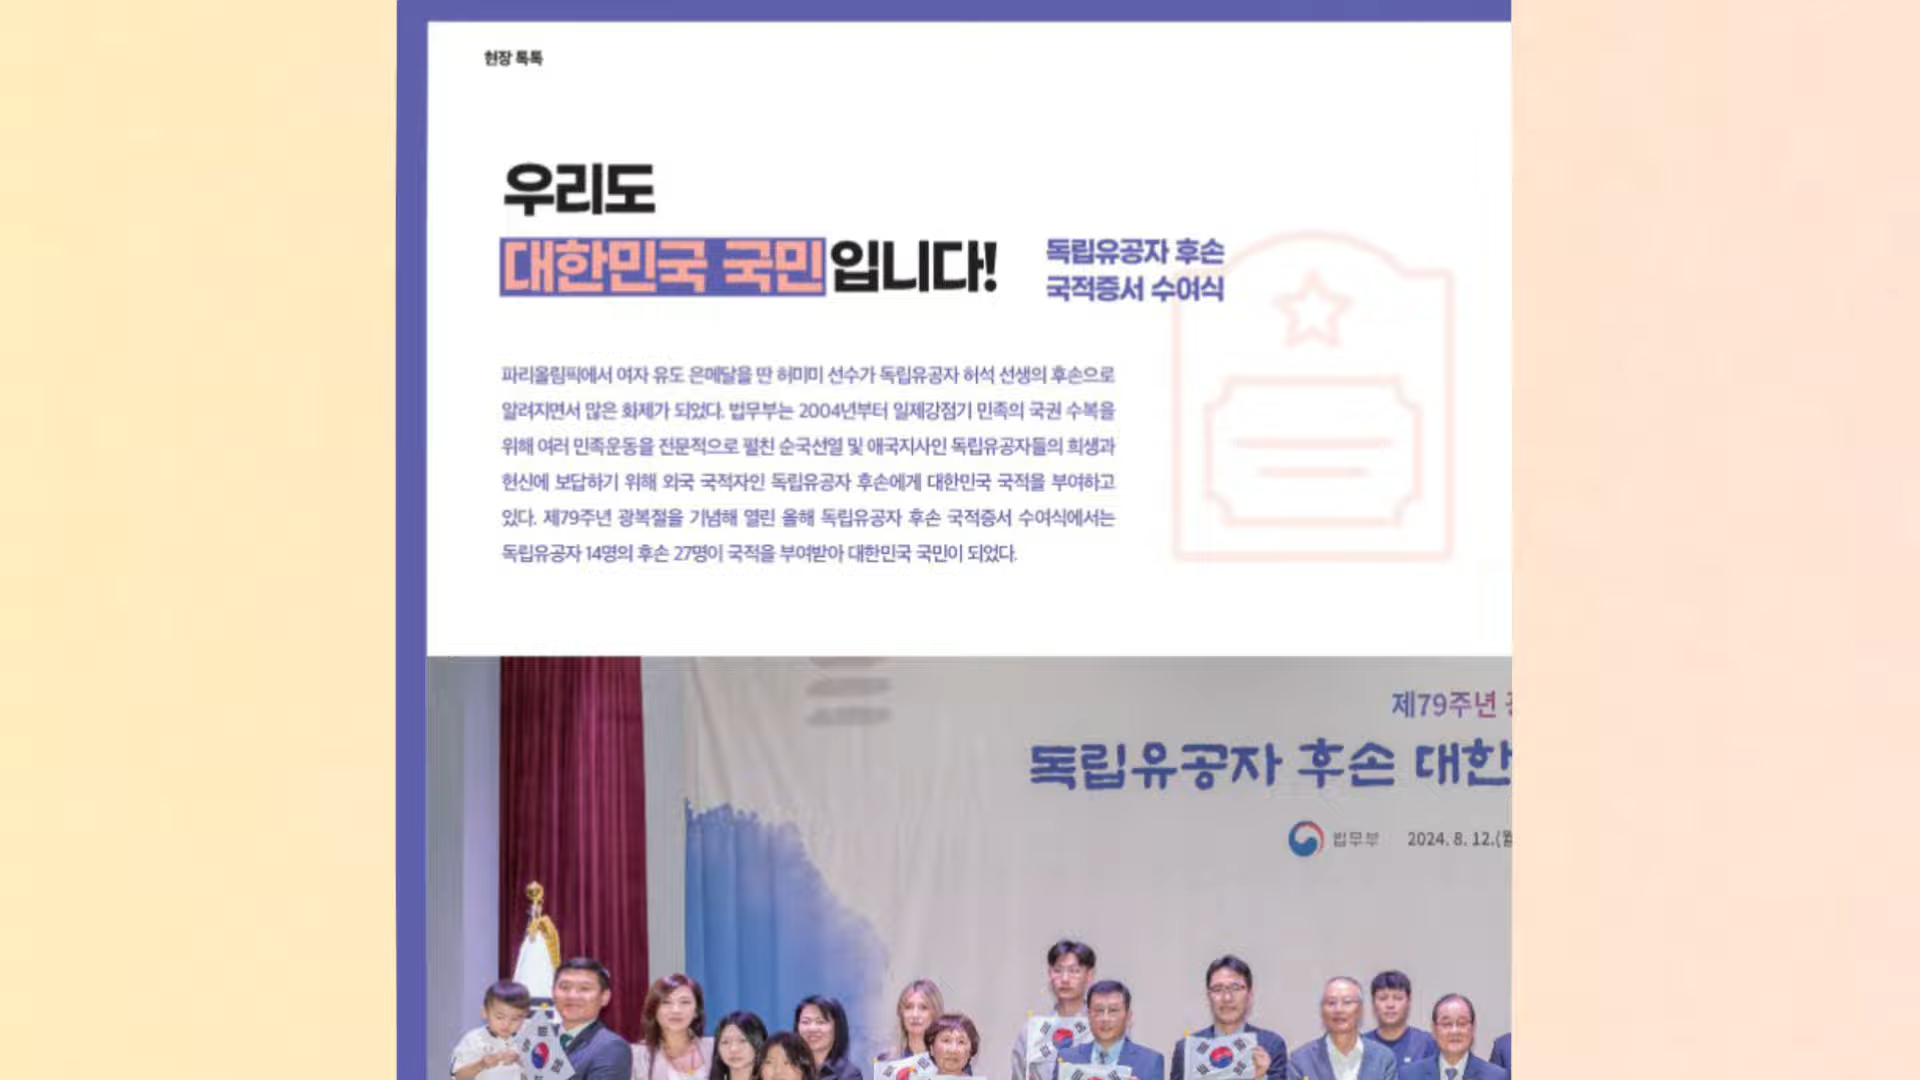 현장 톡톡
우리도
대한민국 국민입니다!
독립유공자 후손
국적증서 수여식
파리올림픽에서 여자 유도 은메달을 딴 허미미 선수가 독립유공자 허석 선생의 후손으로
알려지면서 많은 화제가 되었다. 법무부는 2004년부터 일제강점기 민족의 국권 수복을
위해 여러 민족운동을 전문적으로 펼친 순국선열 및 애국지사인 독립유공자들의 희생과
헌신에 보답하기 위해 외국 국적자인 독립유공자 후손에게 대한민국 국적을 부여하고
있다. 제79주년 광복절을 기념해 열린 올해 독립유공자 후손 국적증서 수여식에서는
독립유공자 14명의 후손 27명이 국적을 부여받아 대한민국 국민이 되었다.
제79주년
독립유공자 후손 대한
법무부 2024. 8. 12.(월